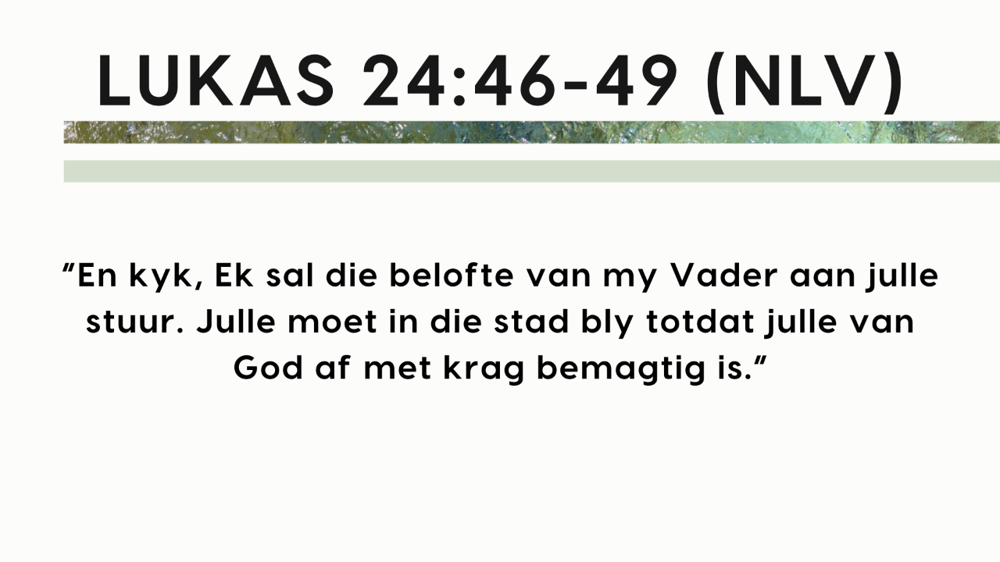 LUKAS 24:46-49 (NLV)
"En kyk, Ek sal die belofte van my Vader aan julle
stuur. Julle moet in die stad bly totdat julle van
God af met krag bemagtig is."